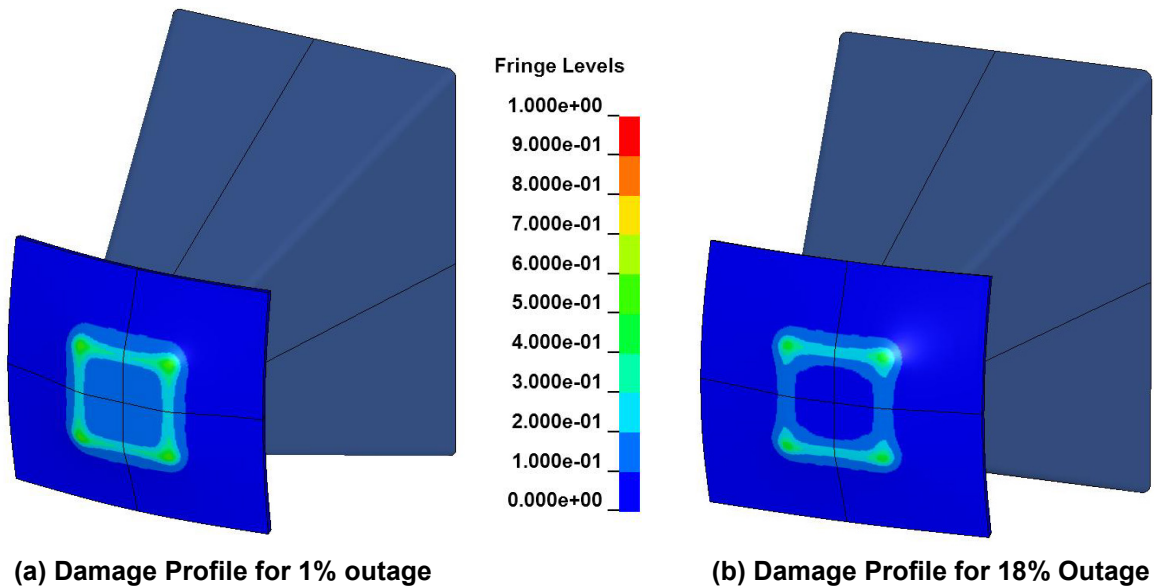 Fringe Levels
1.000e+00
9.000e-01
8.000e-01
7.000e-01
6.000e-01
5.000e-01
4.000e-01
3.000e-01
2.000e-01
1.000e-01
0.000e+00
(a) Damage Profile for 1% outage
(b) Damage Profile for 18% Outage